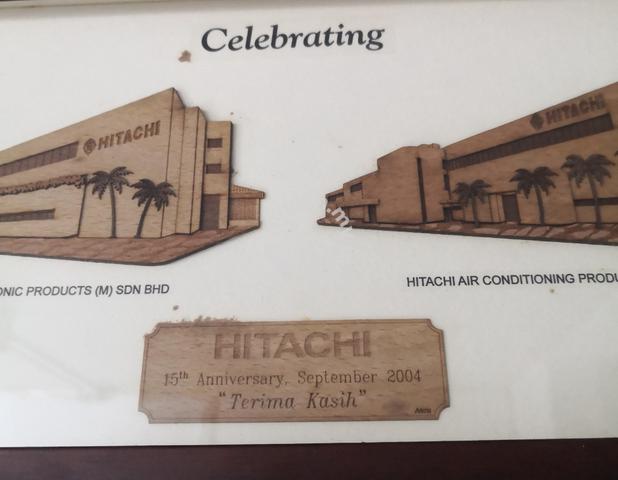 Celebrating
HITACHI
HITACHI
ONIC PRODUCTS (M) SDN BHD
HITACHI AIR CONDITIONING PRODU
HITACHI
15th Anniversary, September 2004
“Terima Kasih”